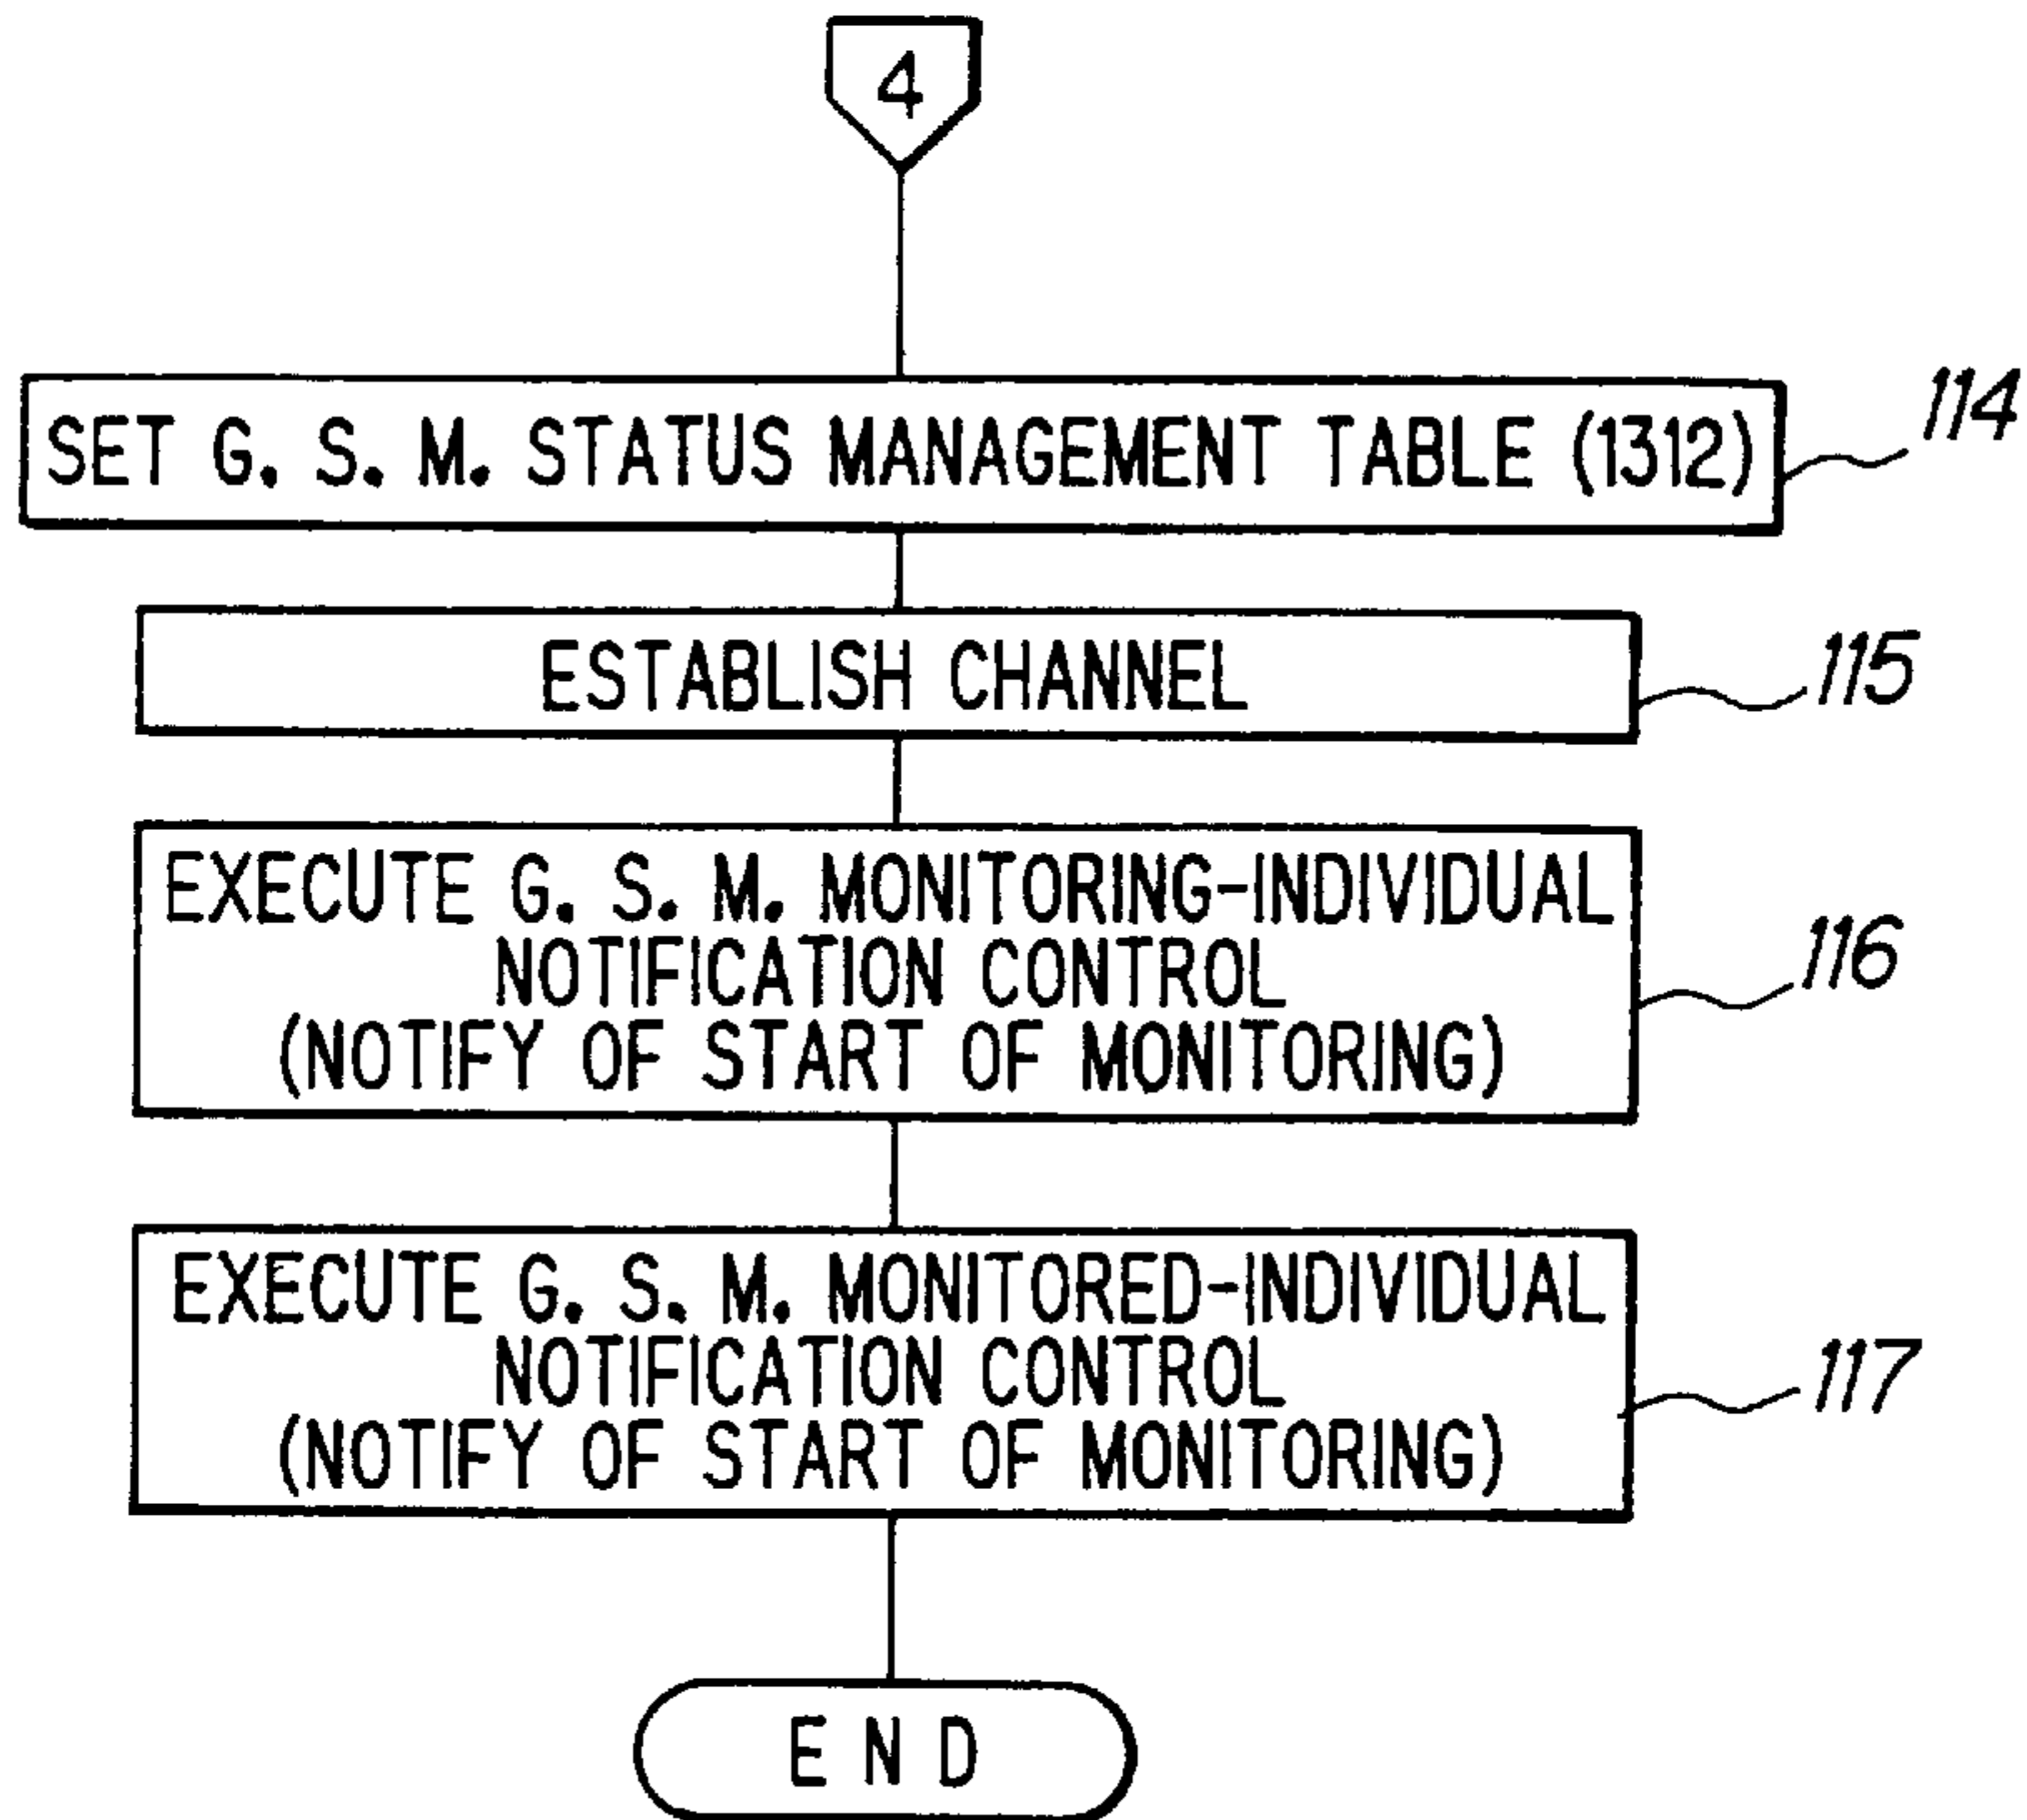 4
SET G. S. M. STATUS MANAGEMENT TABLE (1312)
114
ESTABLISH CHANNEL
115
EXECUTE G. S. M. MONITORING-INDIVIDUAL
NOTIFICATION CONTROL
(NOTIFY OF START OF MONITORING)
116
EXECUTE G. S. M. MONITORED-INDIVIDUAL
NOTIFICATION CONTROL
(NOTIFY OF START OF MONITORING)
117
END